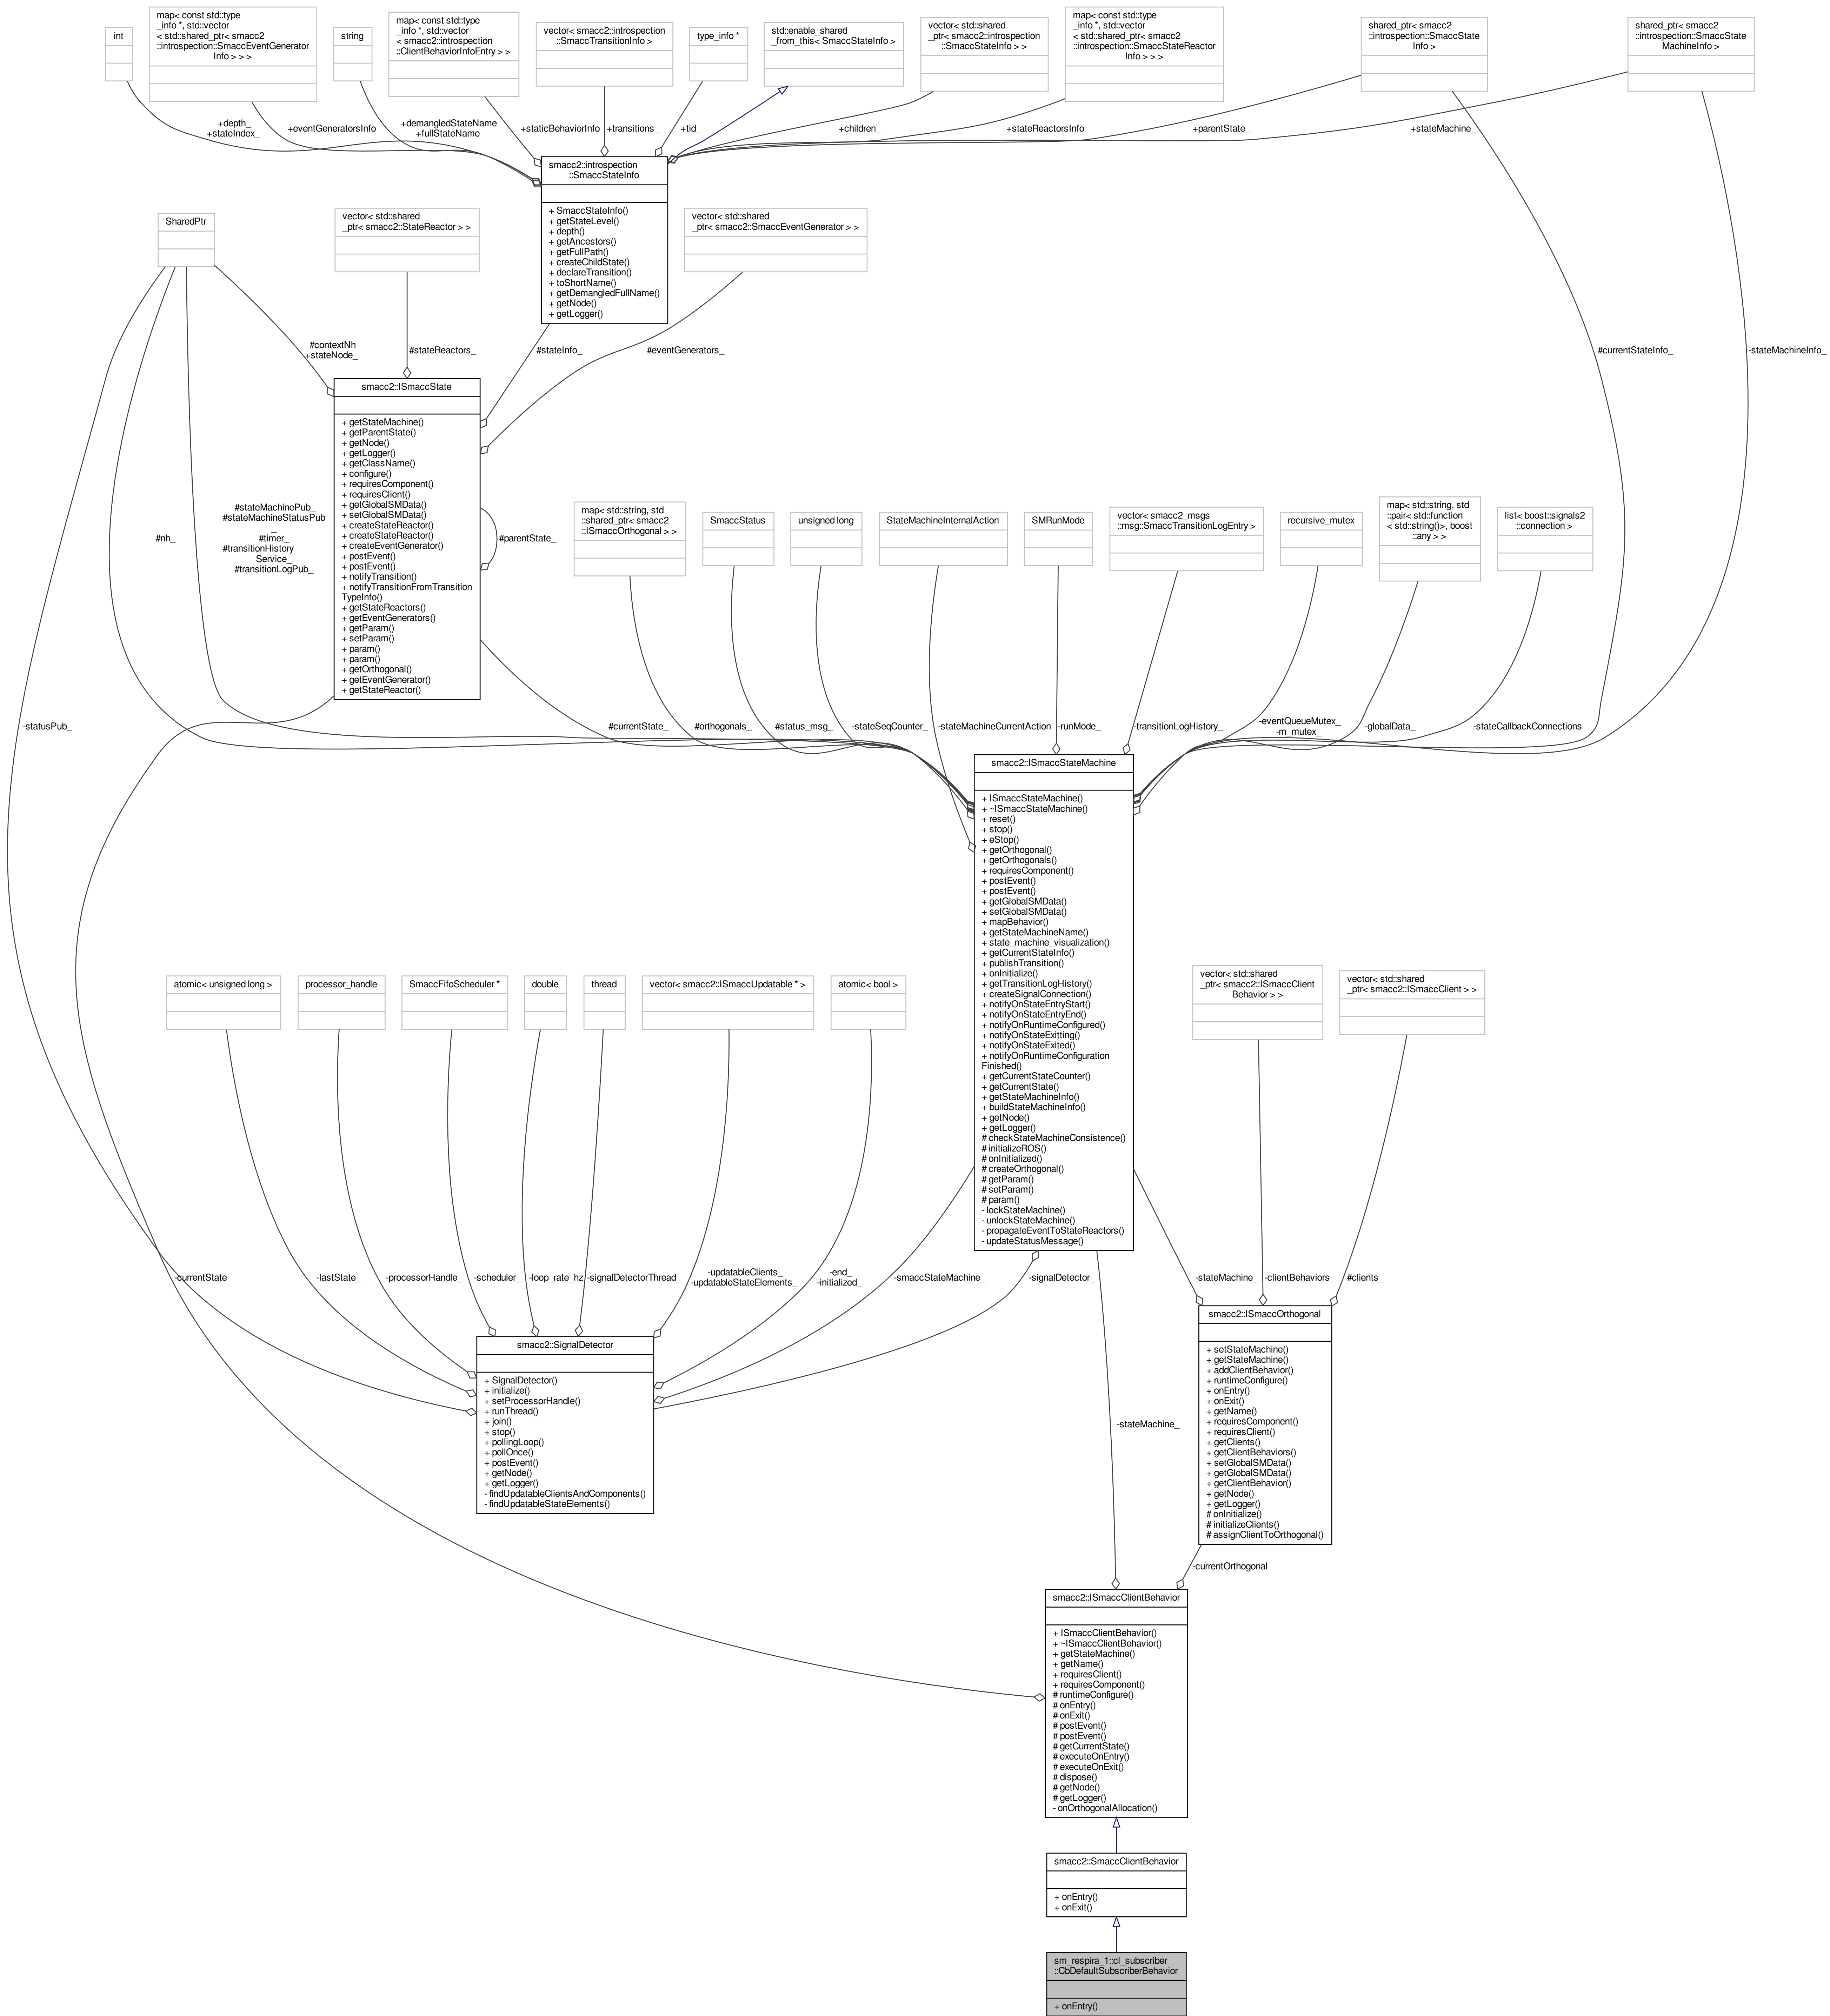 int
map< const std::type
_info *, std::vector
< std::shared_ptr< smacc2
::introspection::SmaccEventGenerator
Info > > >
string
map< const std::type
_info *, std::vector
< smacc2::introspection
::ClientBehaviorInfoEntry > >
vector< smacc2::introspection
::SmaccTransitionInfo >
type_info *
std::enable_shared
_from_this< SmaccStateInfo >
vector< std::shared
_ptr< smacc2::introspection
::SmaccStateInfo > >
map< const std::type
_info *, std::vector
< std::shared_ptr< smacc2
::introspection::SmaccStateReactor
Info > > >
shared_ptr< smacc2
::introspection::SmaccState
Info >
shared_ptr< smacc2
::introspection::SmaccState
MachineInfo >
+depth_
+stateIndex_
+eventGeneratorsInfo
+demangledStateName
+fullStateName
+staticBehaviorInfo
+transitions_
+tid_
+children_
+stateReactorsInfo
+parentState_
+stateMachine_
smacc2::introspection
::SmaccStateInfo
+ SmaccStateInfo()
+ getStateLevel()
+ depth()
+ getAncestors()
+ getFullPath()
+ createChildState()
+ declareTransition()
+ toShortName()
+ getDemangledFullName()
+ getNode()
+ getLogger()
SharedPtr
vector< std::shared
_ptr< smacc2::StateReactor > >
vector< std::shared
_ptr< smacc2::SmaccEventGenerator > >
#contextNh
+stateNode_
#stateReactors_
#stateInfo_
#eventGenerators_
#currentStateInfo_
-stateMachineInfo_
smacc2::ISmaccState
+ getStateMachine()
+ getParentState()
+ getNode()
+ getLogger()
+ getClassName()
+ configure()
+ requiresComponent()
+ requiresClient()
+ getGlobalSMData()
+ setGlobalSMData()
+ createStateReactor()
+ createStateReactor()
+ createEventGenerator()
+ postEvent()
+ postEvent()
+ notifyTransition()
+ notifyTransitionFromTransition
TypeInfo()
+ getStateReactors()
+ getEventGenerators()
+ getParam()
+ setParam()
+ param()
+ param()
+ getOrthogonal()
+ getEventGenerator()
+ getStateReactor()
#parentState_
#nh_
#stateMachinePub_
#stateMachineStatusPub
_
#timer_
#transitionHistory
Service_
#transitionLogPub_
map< std::string, std
::shared_ptr< smacc2
::ISmaccOrthogonal > >
SmaccStatus
unsigned long
StateMachineInternalAction
SMRunMode
vector< smacc2_msgs
::msg::SmaccTransitionLogEntry >
recursive_mutex
map< std::string, std
::pair< std::function
< std::string()>, boost
::any > >
list< boost::signals2
::connection >
-statusPub_
#currentState_
#orthogonals_
#status_msg_
-stateSeqCounter_
-stateMachineCurrentAction
-runMode_
-transitionLogHistory_
-eventQueueMutex_
-m_mutex_
-globalData_
-stateCallbackConnections
smacc2::ISmaccStateMachine
+ ISmaccStateMachine()
+ ~ISmaccStateMachine()
+ reset()
+ stop()
+ eStop()
+ getOrthogonal()
+ getOrthogonals()
+ requiresComponent()
+ postEvent()
+ postEvent()
+ getGlobalSMData()
+ setGlobalSMData()
+ mapBehavior()
+ getStateMachineName()
+ state_machine_visualization()
+ getCurrentStateInfo()
+ publishTransition()
+ onInitialize()
+ getTransitionLogHistory()
+ createSignalConnection()
+ notifyOnStateEntryStart()
+ notifyOnStateEntryEnd()
+ notifyOnRuntimeConfigured()
+ notifyOnStateExitting()
+ notifyOnStateExited()
+ notifyOnRuntimeConfiguration
Finished()
+ getCurrentStateCounter()
+ getCurrentState()
+ getStateMachineInfo()
+ buildStateMachineInfo()
+ getNode()
+ getLogger()
# checkStateMachineConsistence()
# initializeROS()
# onInitialized()
# createOrthogonal()
# getParam()
# setParam()
# param()
- lockStateMachine()
- unlockStateMachine()
- propagateEventToStateReactors()
- updateStatusMessage()
atomic< unsigned long >
processor_handle
SmaccFifoScheduler *
double
thread
vector< smacc2::ISmaccUpdatable * >
atomic< bool >
vector< std::shared
_ptr< smacc2::ISmaccClient
Behavior > >
vector< std::shared
_ptr< smacc2::ISmaccClient > >
-currentState
-lastState_
-processorHandle_
-scheduler_
-loop_rate_hz
-signalDetectorThread_
-updatableClients_
-updatableStateElements_
-end_
-initialized_
-smaccStateMachine_
-signalDetector_
-stateMachine_
-clientBehaviors_
#clients_
smacc2::SignalDetector
+ SignalDetector()
+ initialize()
+ setProcessorHandle()
+ runThread()
+ join()
+ stop()
+ pollingLoop()
+ pollOnce()
+ postEvent()
+ getNode()
+ getLogger()
- findUpdatableClientsAndComponents()
- findUpdatableStateElements()
smacc2::ISmaccOrthogonal
+ setStateMachine()
+ getStateMachine()
+ addClientBehavior()
+ runtimeConfigure()
+ onEntry()
+ onExit()
+ getName()
+ requiresComponent()
+ requiresClient()
+ getClients()
+ getClientBehaviors()
+ setGlobalSMData()
+ getGlobalSMData()
+ getClientBehavior()
+ getNode()
+ getLogger()
# onInitialize()
# initializeClients()
# assignClientToOrthogonal()
-stateMachine_
-currentOrthogonal
smacc2::ISmaccClientBehavior
+ ISmaccClientBehavior()
+ ~ISmaccClientBehavior()
+ getStateMachine()
+ getName()
+ requiresClient()
+ requiresComponent()
# runtimeConfigure()
# onEntry()
# onExit()
# postEvent()
# postEvent()
# getCurrentState()
# executeOnEntry()
# executeOnExit()
# dispose()
# getNode()
# getLogger()
- onOrthogonalAllocation()
smacc2::SmaccClientBehavior
+ onEntry()
+ onExit()
sm_respira_1::cl_subscriber
::CbDefaultSubscriberBehavior
+ onEntry()